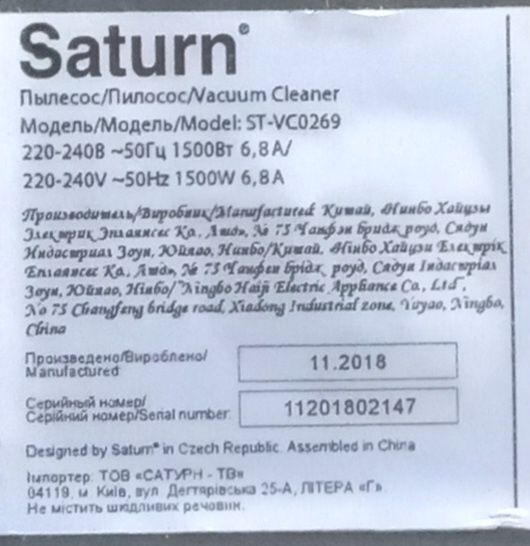 Saturn®
Пылесос/Пилосос/Vacuum Cleaner
Модель/Модель/Model: ST-VC0269
220-240В ~50Гц 1500Вт 6,8А/
220-240V ~50Hz 1500W 6,8A
Производитель/Виробник/Manufactured: Китай, Нинбо Хайцзы
Электрик Эплаянсес Ко., Лтд», № 75 Чанфэн бридж роуд, Сядун
Индастриал Зоун, Юйяо, Нинбо/Китай, Нінбо Хайцзи Електрік
Еплаянсес Ко., Лтд», № 75 Чанфен брідж, роуд, Сядун Індастріал
Зоун, Юйяо, Нінбо/ "Ningbo Haiji Electric Appliance Co., Ltd",
No 75 Changfeng bridge road, Xiadong Industrial zone, Yuyao, Ningbo,
China
Произведено/Вироблено/
Manufactured: 11.2018
Серийный номер/
Серійний номер/Serial number: 11201802147
Designed by Saturn® in Czech Republic. Assembled in China
Імпортер: ТОВ «САТУРН - ТВ»
04119, м. Київ, вул. Дегтярівська 25-А, ЛІТЕРА «Г».
Не містить шкідливих речовин.